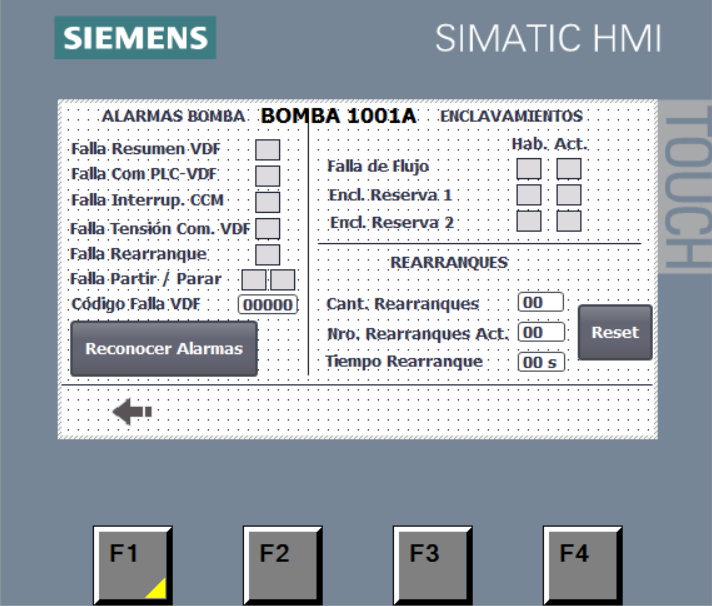 SIEMENS
SIMATIC HMI
TOUCH
ALARMAS BOMBA
BOMBA 1001A
ENCLAVAMIENTOS
Falla Resumen VDF
Falla Com PLC-VDF
Falla Interrup. CCM
Falla Tensión Com. VDF
Falla Rearranque
Falla Partir / Parar
Código Falla VDF 00000
Reconocer Alarmas
Hab. Act.
Falla de Flujo
Encl. Reserva 1
Encl. Reserva 2
REARRANQUES
Cant. Rearranques 00
Nro. Rearranques Act. 00
Tiempo Rearranque 00 s
Reset
F1 F2 F3 F4